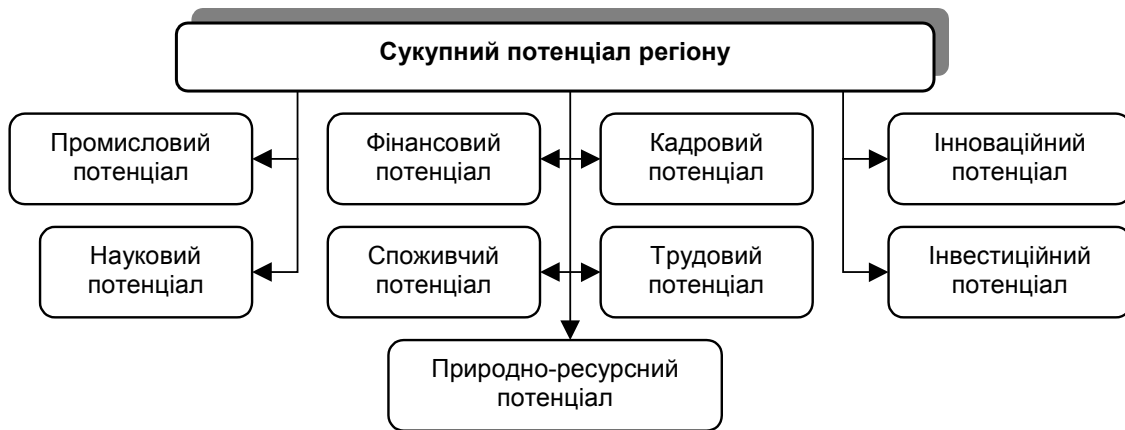 Сукупний потенціал регіону
Промисловий
потенціал
Фінансовий
потенціал
Кадровий
потенціал
Інноваційний
потенціал
Науковий
потенціал
Споживчий
потенціал
Трудовий
потенціал
Інвестиційний
потенціал
Природно-ресурсний
потенціал